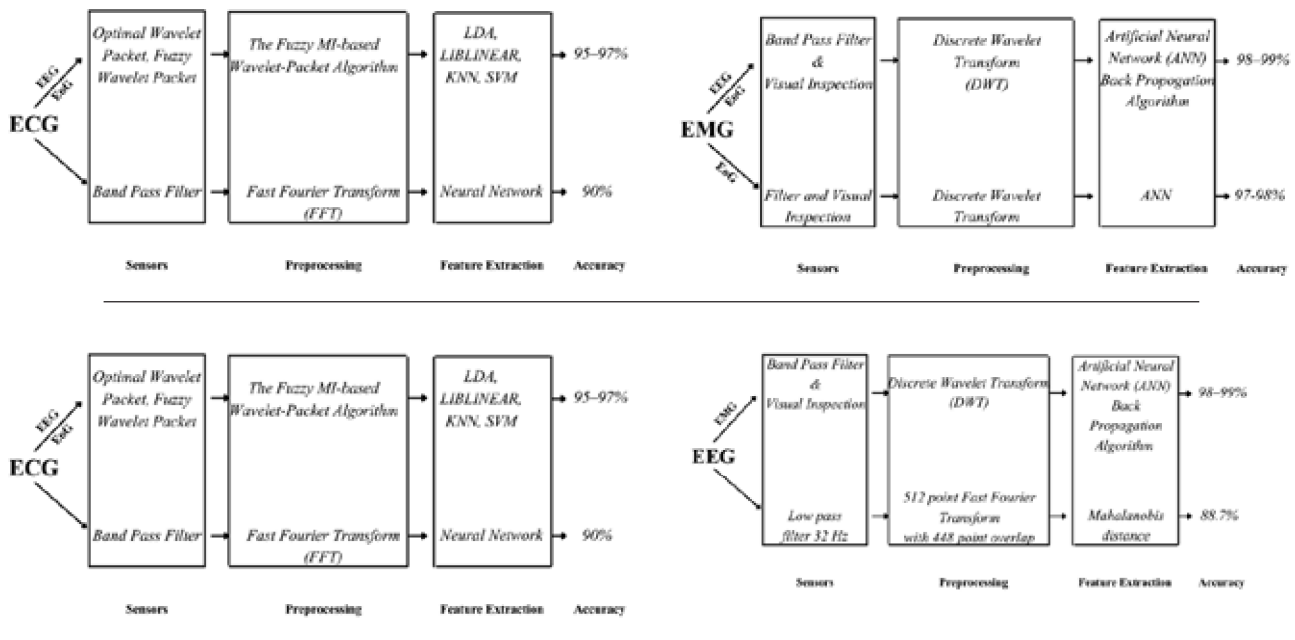 Optimal Wavelet
Packet, Fuzzy
Wavelet Packet
The Fuzzy MI-based
Wavelet-Packet Algorithm
LDA,
LIBLINEAR,
KNN, SVM
95–97%
EEG
EoG
ECG
Band Pass Filter
Fast Fourier Transform
(FFT)
Neural Network
90%
Sensors
Preprocessing
Feature Extraction
Accuracy
Band Pass Filter
&
Visual Inspection
Discrete Wavelet
Transform
(DWT)
Artificial Neural
Network (ANN)
Back Propogation
Algorithm
98–99%
EEG
EoG
EMG
EoG
Filter and Visual
Inspection
Discrete Wavelet
Transform
ANN
97-98%
Sensors
Preprocessing
Feature Extraction
Accuracy
Optimal Wavelet
Packet, Fuzzy
Wavelet Packet
The Fuzzy MI-based
Wavelet-Packet Algorithm
LDA,
LIBLINEAR,
KNN, SVM
95–97%
EEG
EoG
ECG
Band Pass Filter
Fast Fourier Transform
(FFT)
Neural Network
90%
Sensors
Preprocessing
Feature Extraction
Accuracy
Band Pass Filter
&
Visual Inspection
Discrete Wavelet Transform
(DWT)
Artificial Neural
Network (ANN)
Back
Propagation
Algorithm
98–99%
EMG
EEG
Low pass
filter 32 Hz
512 point Fast Fourier
Transform
with 448 point overlap
Mahalanobis
distance
88.7%
Sensors
Preprocessing
Feature Extraction
Accuracy